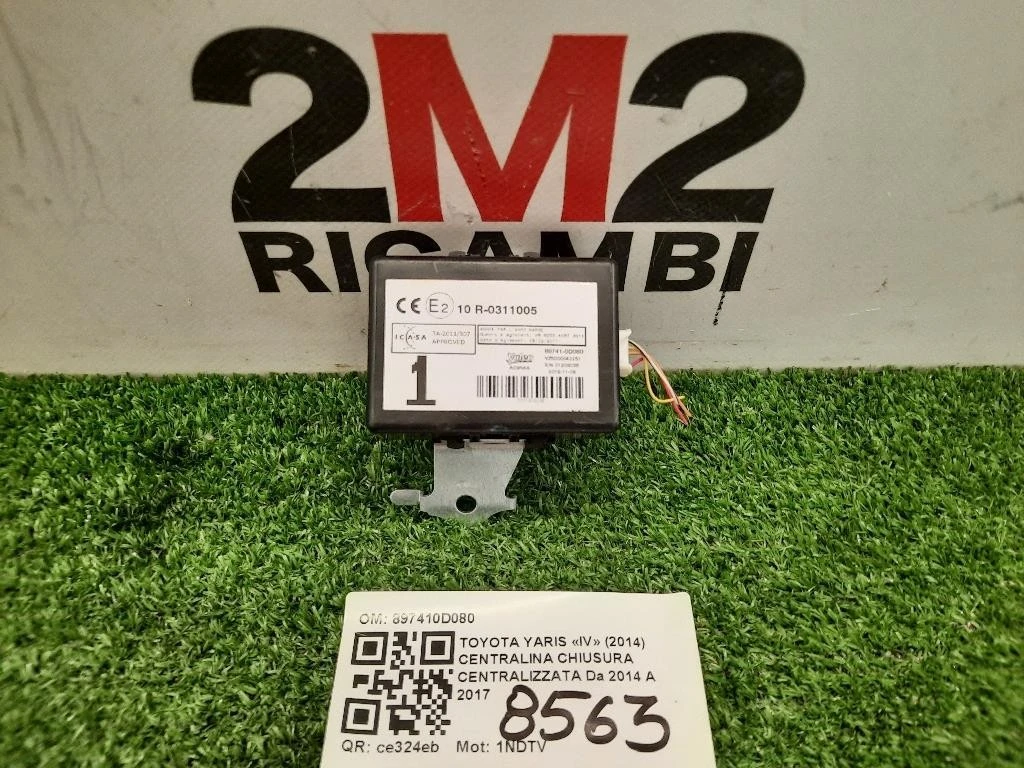 2M2
RICAMBI
CE E2 10 R-0311005
ICASA TA-2013/307
APPROVED
1
Valeo
89741-0D080
OM: 897410D080
TOYOTA YARIS «IV» (2014)
CENTRALINA CHIUSURA
CENTRALIZZATA Da 2014 A
2017
8563
QR: ce324eb Mot: 1NDTV